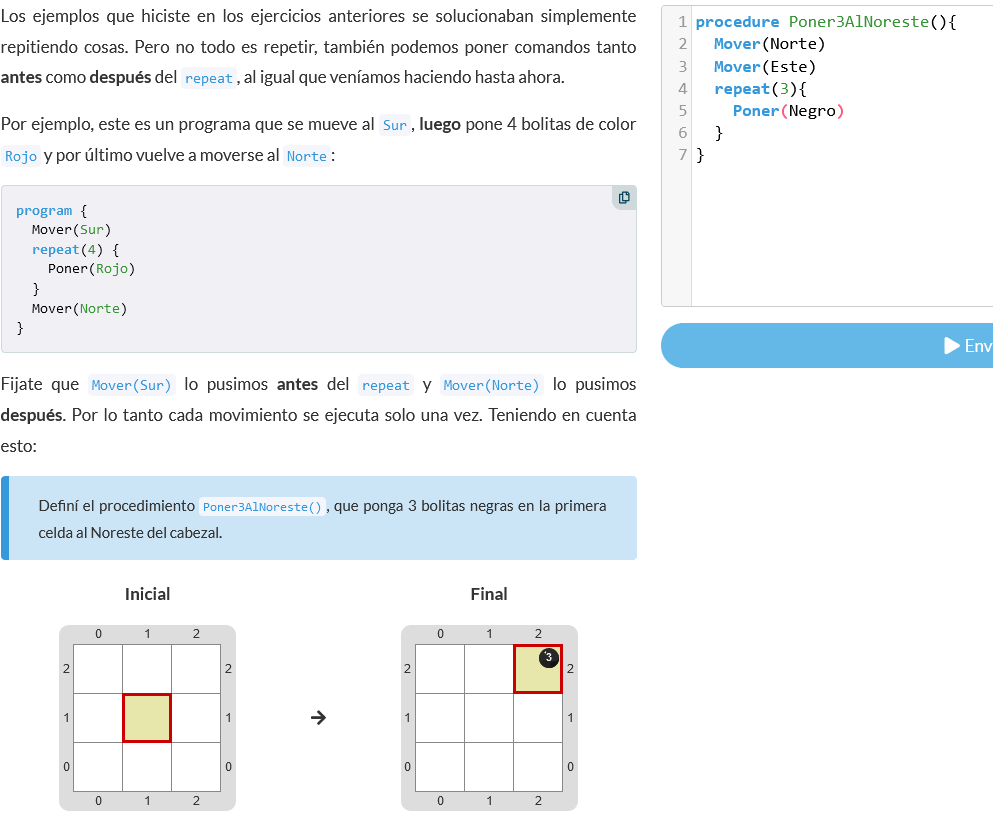 Los ejemplos que hiciste en los ejercicios anteriores se solucionaban simplemente
repitiendo cosas. Pero no todo es repetir, también podemos poner comandos tanto
antes como después del repeat, al igual que veníamos haciendo hasta ahora.
Por ejemplo, este es un programa que se mueve al Sur, luego pone 4 bolitas de color
Rojo y por último vuelve a moverse al Norte:
program {
  Mover(Sur)
  repeat(4) {
    Poner(Rojo)
  }
  Mover(Norte)
}
Fijate que Mover(Sur) lo pusimos antes del repeat y Mover(Norte) lo pusimos
después. Por lo tanto cada movimiento se ejecuta solo una vez. Teniendo en cuenta
esto:
Definí el procedimiento Poner3AlNoreste(), que ponga 3 bolitas negras en la primera
celda al Noreste del cabezal.
Inicial
0 1 2
2 2
1 1
0 0
0 1 2
Final
0 1 2
2 3 2
1 1
0 0
0 1 2
1 procedure Poner3AlNoreste(){
2   Mover(Norte)
3   Mover(Este)
4   repeat(3){
5     Poner(Negro)
6   }
7 }
Env